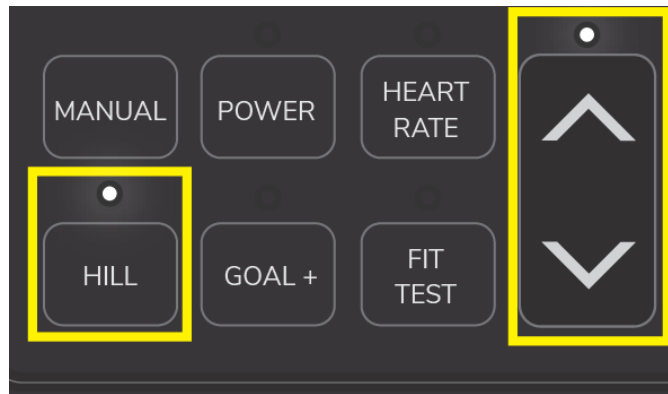 MANUAL
POWER
HEART
RATE
HILL
GOAL +
FIT
TEST